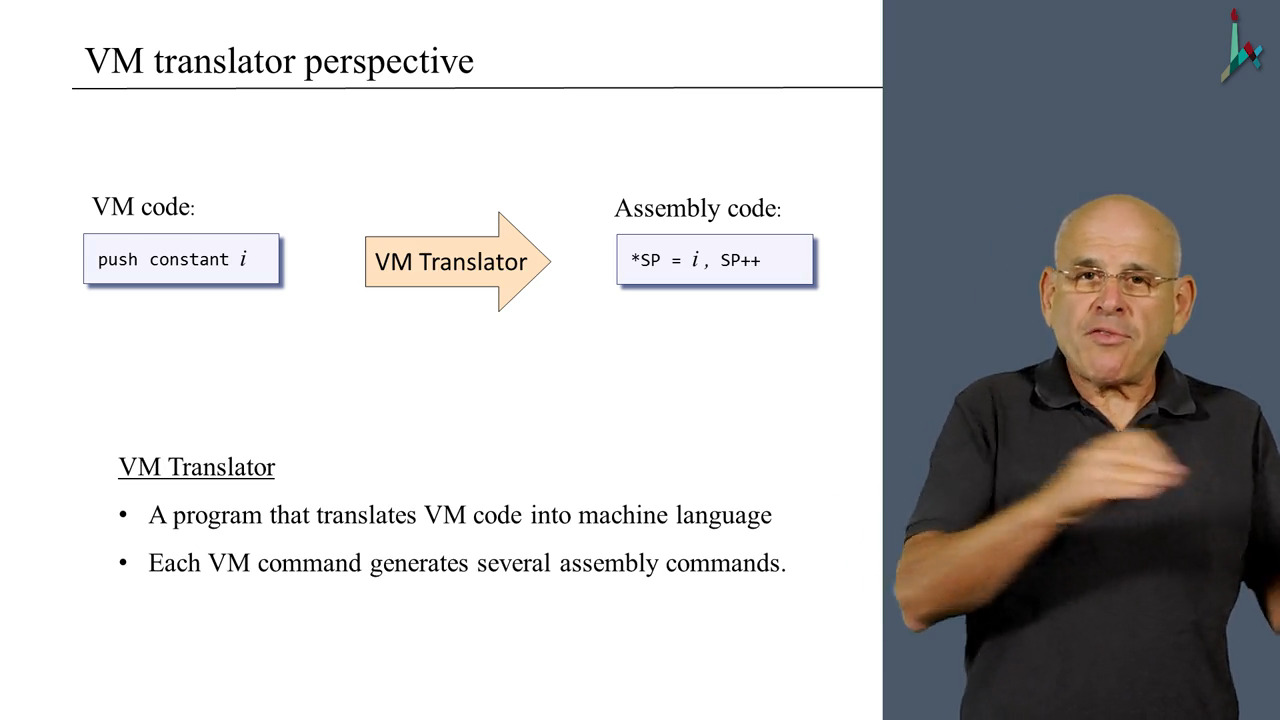 VM translator perspective
VM code:
Assembly code:
push constant i
VM Translator
*SP = i, SP++
VM Translator
• A program that translates VM code into machine language
• Each VM command generates several assembly commands.